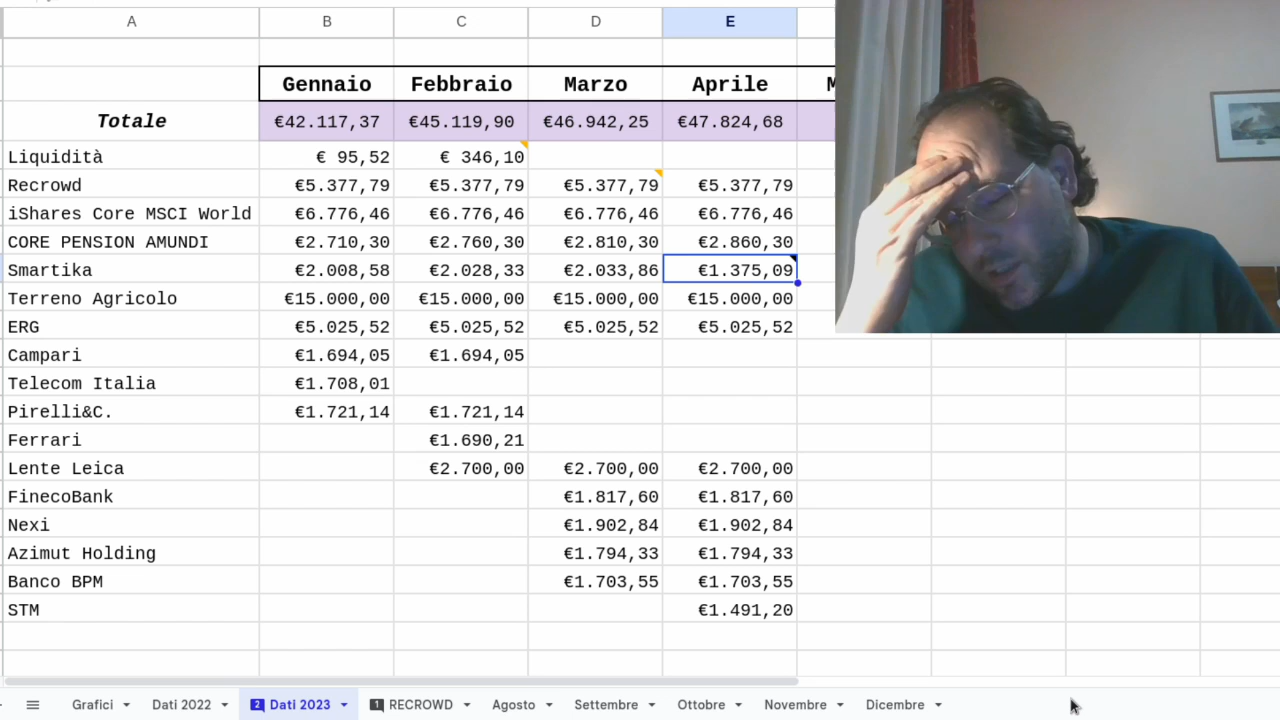 A B C D E
Gennaio Febbraio Marzo Aprile M
Totale €42.117,37 €45.119,90 €46.942,25 €47.824,68
Liquidità € 95,52 € 346,10
Recrowd €5.377,79 €5.377,79 €5.377,79 €5.377,79
iShares Core MSCI World €6.776,46 €6.776,46 €6.776,46 €6.776,46
CORE PENSION AMUNDI €2.710,30 €2.760,30 €2.810,30 €2.860,30
Smartika €2.008,58 €2.028,33 €2.033,86 €1.375,09
Terreno Agricolo €15.000,00 €15.000,00 €15.000,00 €15.000,00
ERG €5.025,52 €5.025,52 €5.025,52 €5.025,52
Campari €1.694,05 €1.694,05
Telecom Italia €1.708,01
Pirelli&C. €1.721,14 €1.721,14
Ferrari €1.690,21
Lente Leica €2.700,00 €2.700,00 €2.700,00
FinecoBank €1.817,60 €1.817,60
Nexi €1.902,84 €1.902,84
Azimut Holding €1.794,33 €1.794,33
Banco BPM €1.703,55 €1.703,55
STM €1.491,20
Grafici Dati 2022 2 Dati 2023 1 RECROWD Agosto Settembre Ottobre Novembre Dicembre